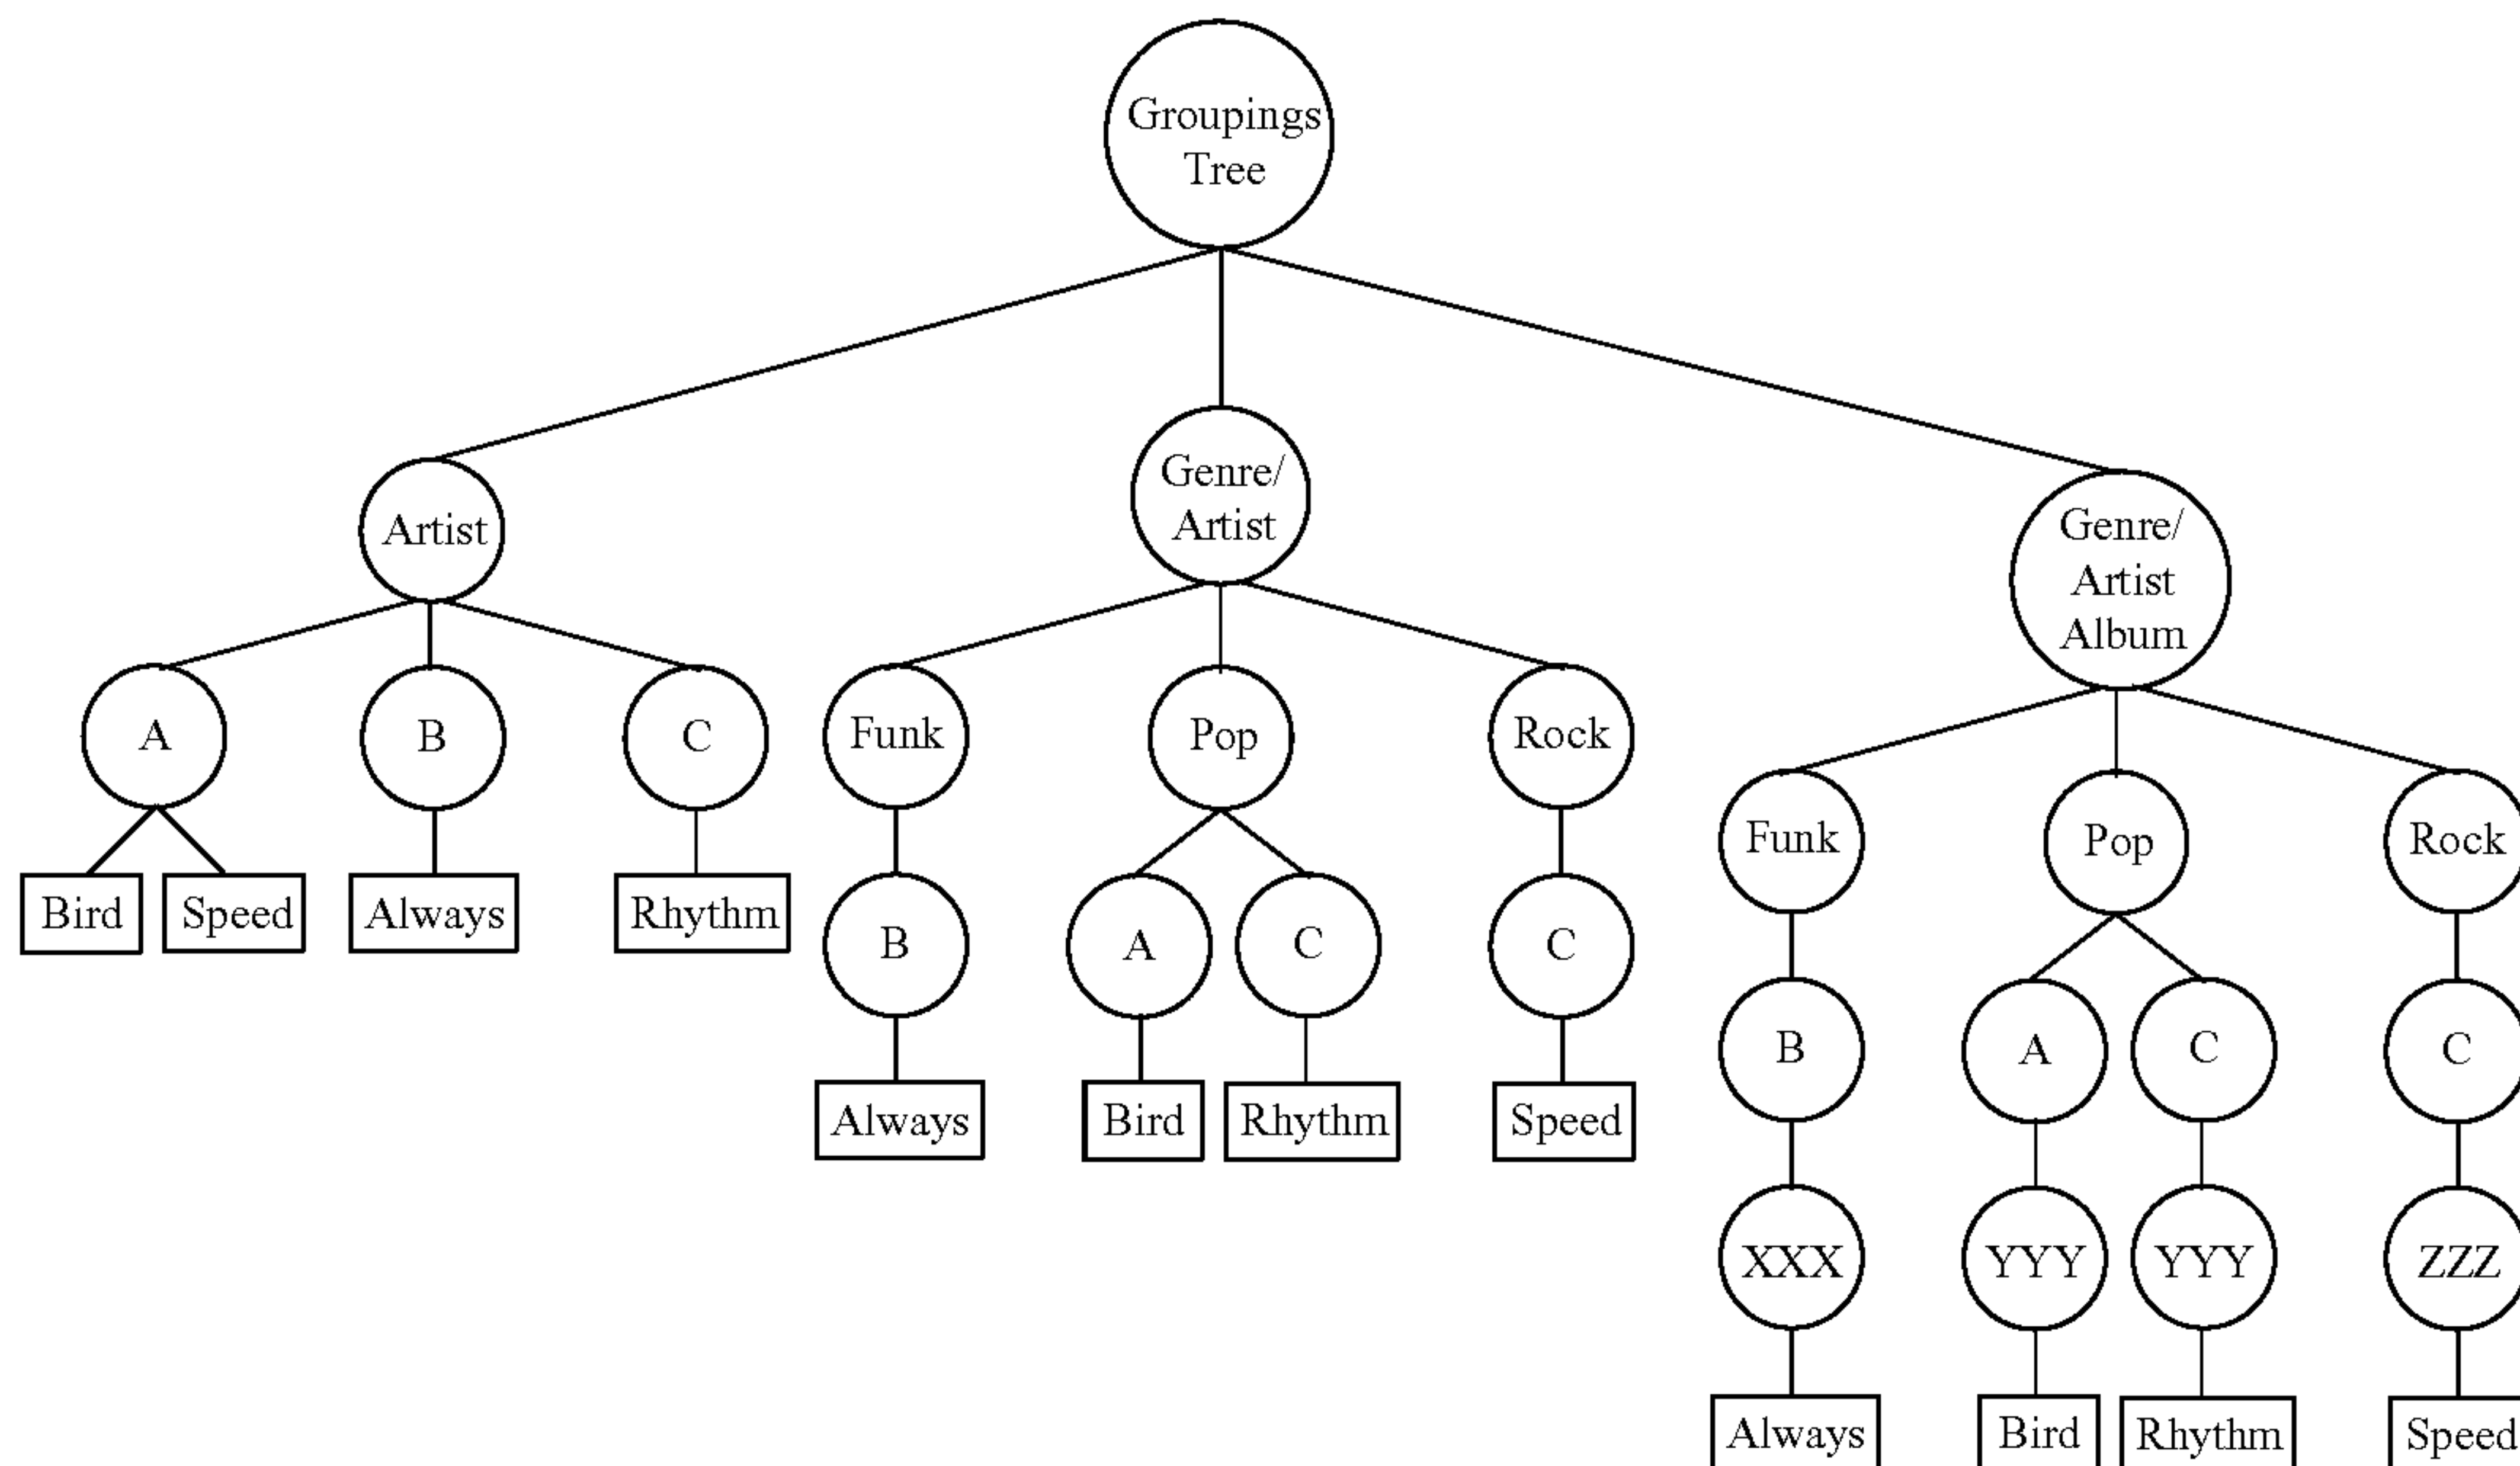 Groupings
Tree
Artist
Genre/
Artist
Genre/
Artist
Album
A
B
C
Funk
Pop
Rock
Funk
Pop
Rock
Bird
Speed
Always
Rhythm
B
A
C
C
B
A
C
C
Always
Bird
Rhythm
Speed
XXX
YYY
YYY
ZZZ
Always
Bird
Rhythm
Speed